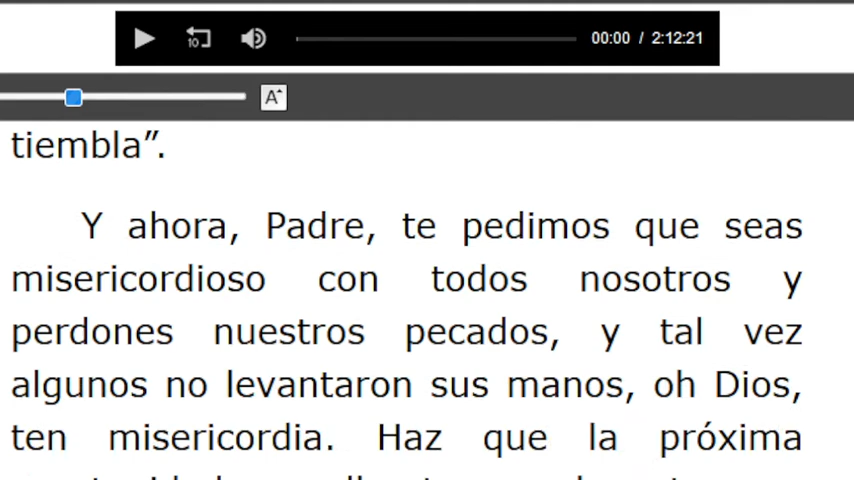 10
00:00 / 2:12:21
A
tiembla”.
Y ahora, Padre, te pedimos que seas
misericordioso con todos nosotros y
perdones nuestros pecados, y tal vez
algunos no levantaron sus manos, oh Dios,
ten misericordia. Haz que la próxima